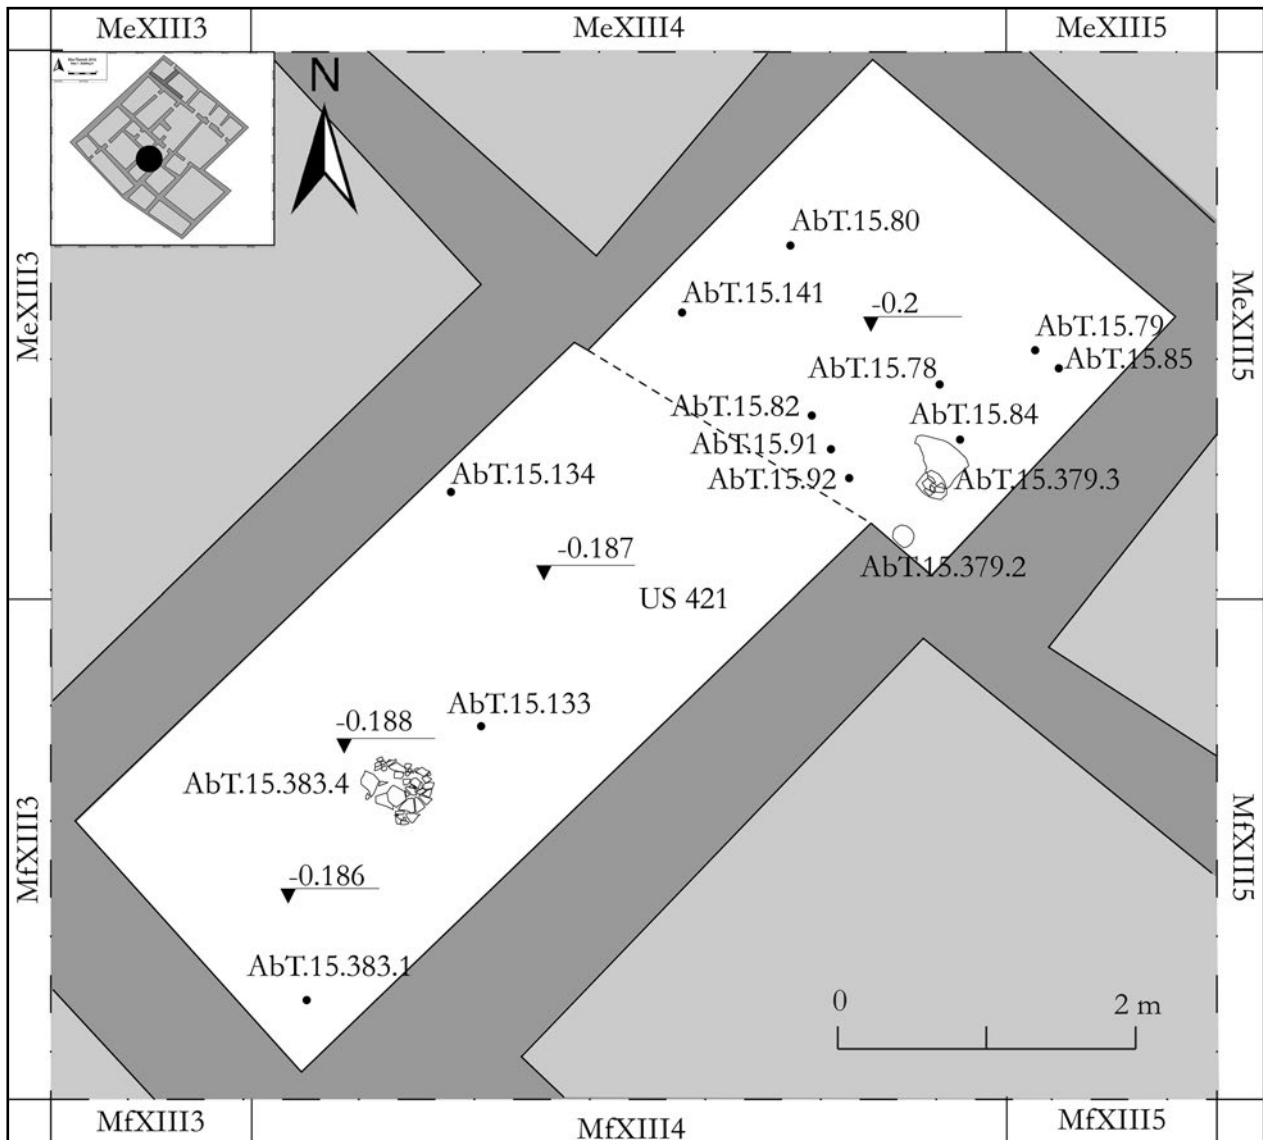 MeXIII3
MeXIII4
MeXIII5
N
AbT.15.80
AbT.15.141
-0.2
AbT.15.79
AbT.15.85
AbT.15.78
AbT.15.82
AbT.15.84
AbT.15.91
AbT.15.92
AbT.15.379.3
AbT.15.134
-0.187
AbT.15.379.2
US 421
AbT.15.133
-0.188
AbT.15.383.4
-0.186
AbT.15.383.1
0
2 m
MeXIII3
MfXIII3
MeXIII5
MfXIII5
MfXIII3
MfXIII4
MfXIII5